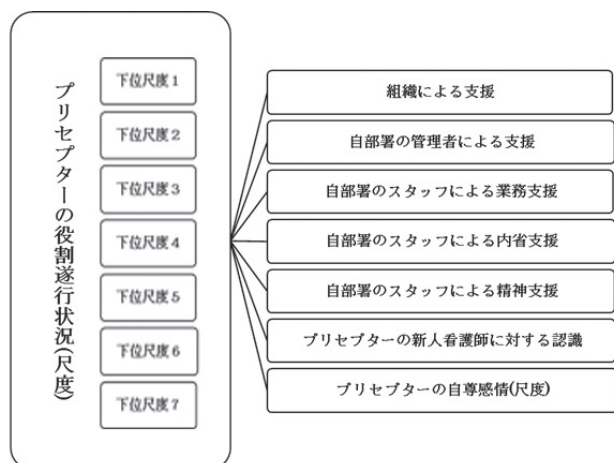 プリセプターの役割遂行状況(尺度)
下位尺度1
下位尺度2
下位尺度3
下位尺度4
下位尺度5
下位尺度6
下位尺度7
組織による支援
自部署の管理者による支援
自部署のスタッフによる業務支援
自部署のスタッフによる内省支援
自部署のスタッフによる精神支援
プリセプターの新人看護師に対する認識
プリセプターの自尊感情(尺度)